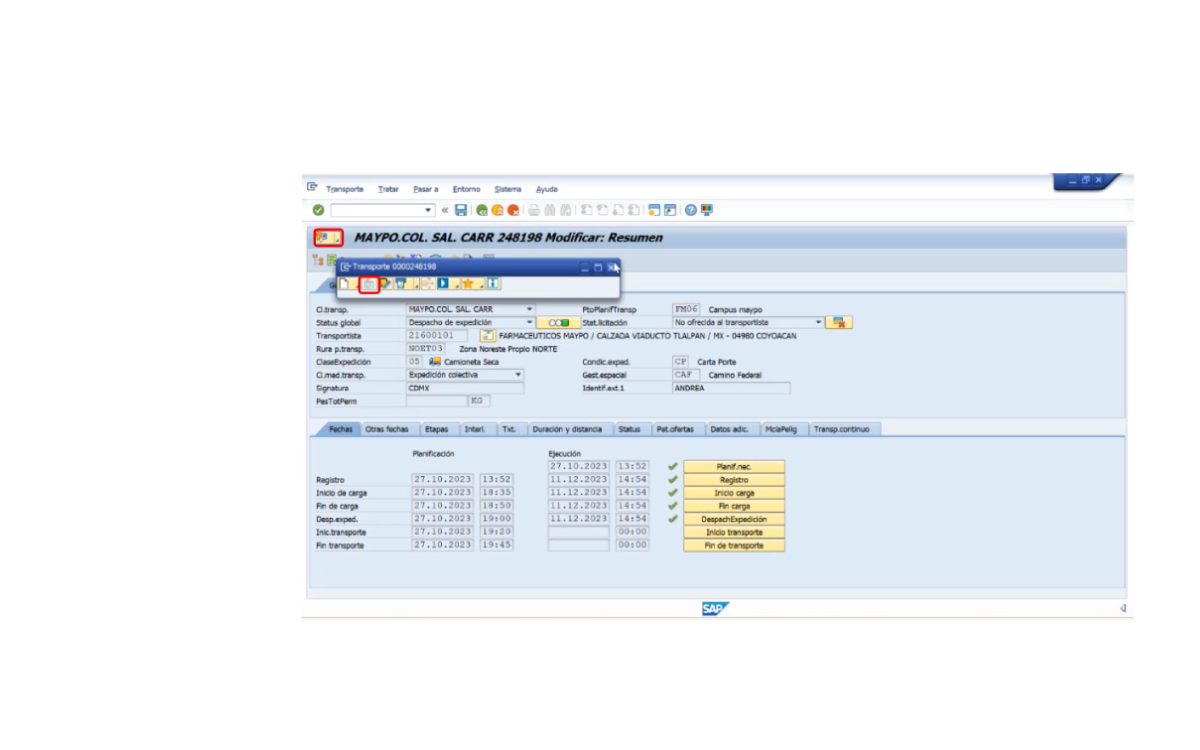 Transporte Tratar Pasar a Entorno Sistema Ayuda
MAYPO.COL. SAL. CARR 248198 Modificar: Resumen
Transporte 0000248198
Cl.transp. MAYPO.COL. SAL. CARR PtoPlanifTransp FM06 Campus maypo
Status global Despacho de expedición Stat.licitación No ofrecida al transportista
Transportista 21600101 FARMACEUTICOS MAYPO / CALZADA VIADUCTO TLALPAN / MX - 04980 COYOACAN
Rura p.transp. NOET03 Zona Noreste Propio NORTE
ClaseExpedición 05 Camioneta Seca Condic.exped. CP Carta Porte
Cl.med.transp. Expedición colectiva Gest.especial CAF Camino Federal
Signatura CDMX Identif.ext.1 ANDREA
PesTotPerm KG
Fechas Otras fechas Etapas Interl. Txt. Duración y distancia Status Pet.ofertas Datos adic. MciaPelig Transp.continuo
Planificación Ejecución
27.10.2023 13:52 Planif.nec.
Registro 27.10.2023 13:52 11.12.2023 14:54 Registro
Inicio de carga 27.10.2023 18:35 11.12.2023 14:54 Inicio carga
Fin de carga 27.10.2023 18:50 11.12.2023 14:54 Fin carga
Desp.exped. 27.10.2023 19:00 11.12.2023 14:54 DespachExpedición
Inic.transporte 27.10.2023 19:20 00:00 Inicio transporte
Fin transporte 27.10.2023 19:45 00:00 Fin de transporte
SAP